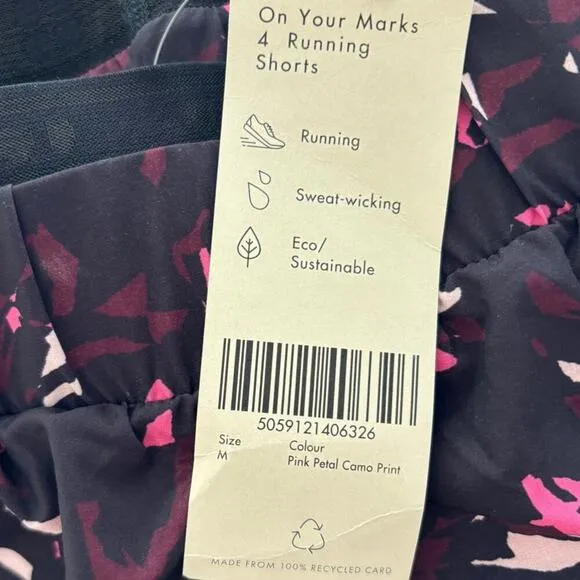 On Your Marks
4 Running
Shorts
Running
Sweat-wicking
Eco/
Sustainable
5059121406326
Size
M
Colour
Pink Petal Camo Print
MADE FROM 100% RECYCLED CARD